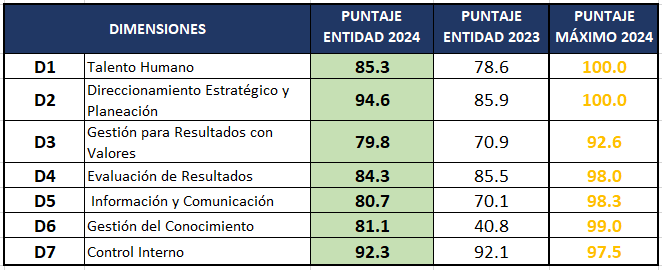 DIMENSIONES PUNTAJE ENTIDAD 2024 PUNTAJE ENTIDAD 2023 PUNTAJE MÁXIMO 2024
D1 Talento Humano 85.3 78.6 100.0
D2 Direccionamiento Estratégico y Planeación 94.6 85.9 100.0
D3 Gestión para Resultados con Valores 79.8 70.9 92.6
D4 Evaluación de Resultados 84.3 85.5 98.0
D5 Información y Comunicación 80.7 70.1 98.3
D6 Gestión del Conocimiento 81.1 40.8 99.0
D7 Control Interno 92.3 92.1 97.5